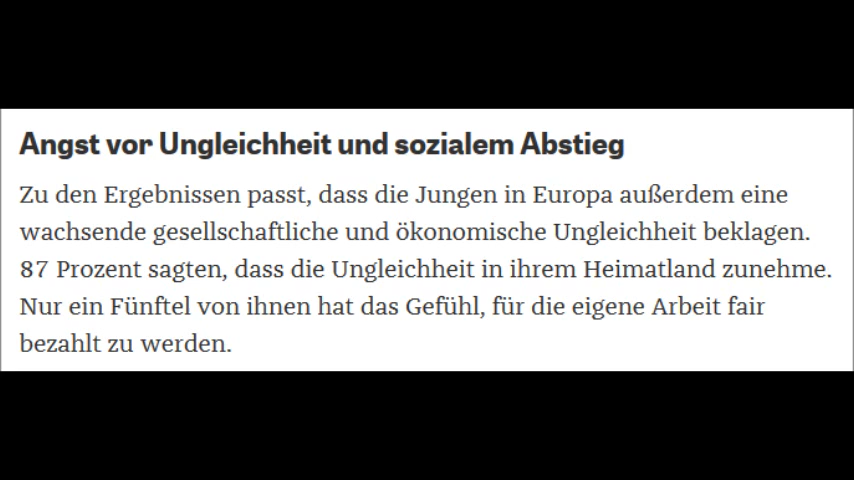 Angst vor Ungleichheit und sozialem Abstieg
Zu den Ergebnissen passt, dass die Jungen in Europa außerdem eine
wachsende gesellschaftliche und ökonomische Ungleichheit beklagen.
87 Prozent sagten, dass die Ungleichheit in ihrem Heimatland zunehme.
Nur ein Fünftel von ihnen hat das Gefühl, für die eigene Arbeit fair
bezahlt zu werden.